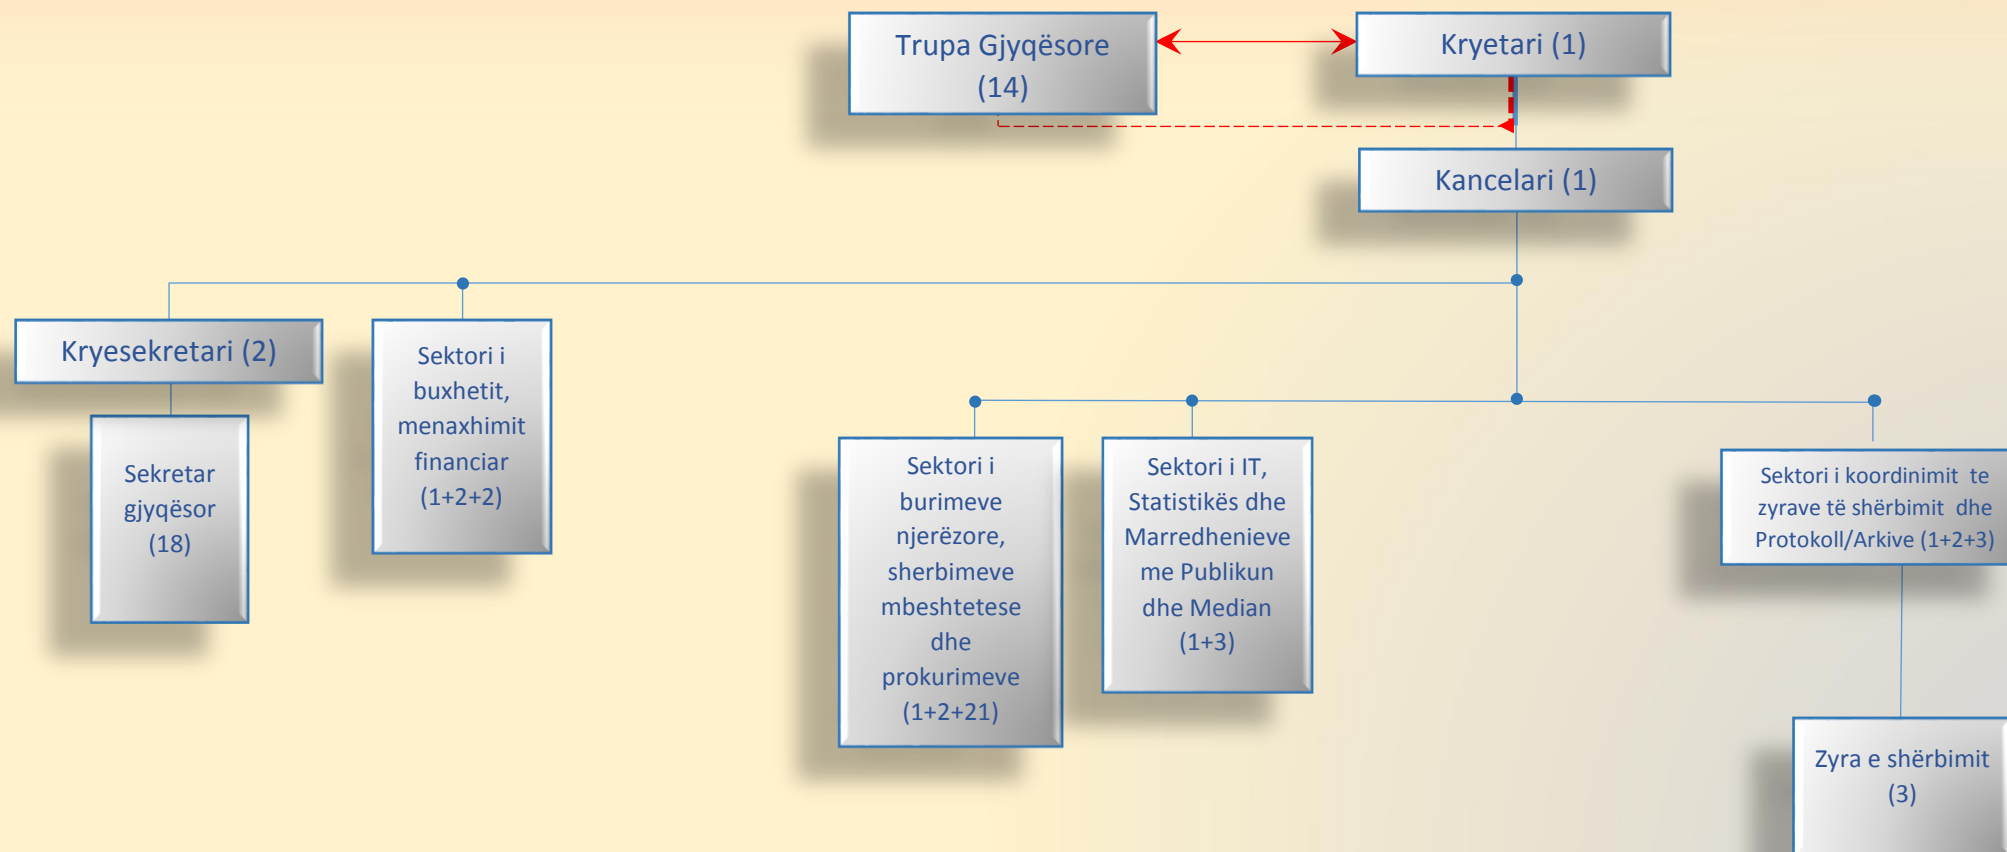 Trupa Gjyqësore
(14)
Kryetari (1)
Kancelari (1)
Kryesekretari (2)
Sekretar
gjyqësor
(18)
Sektori i
buxhetit,
menaxhimit
financiar
(1+2+2)
Sektori i
burimeve
njerëzore,
sherbimeve
mbeshtetese
dhe
prokurimeve
(1+2+21)
Sektori i IT,
Statistikës dhe
Marredhenieve
me Publikun
dhe Median
(1+3)
Sektori i koordinimit te
zyrave të shërbimit dhe
Protokoll/Arkive (1+2+3)
Zyra e shërbimit
(3)